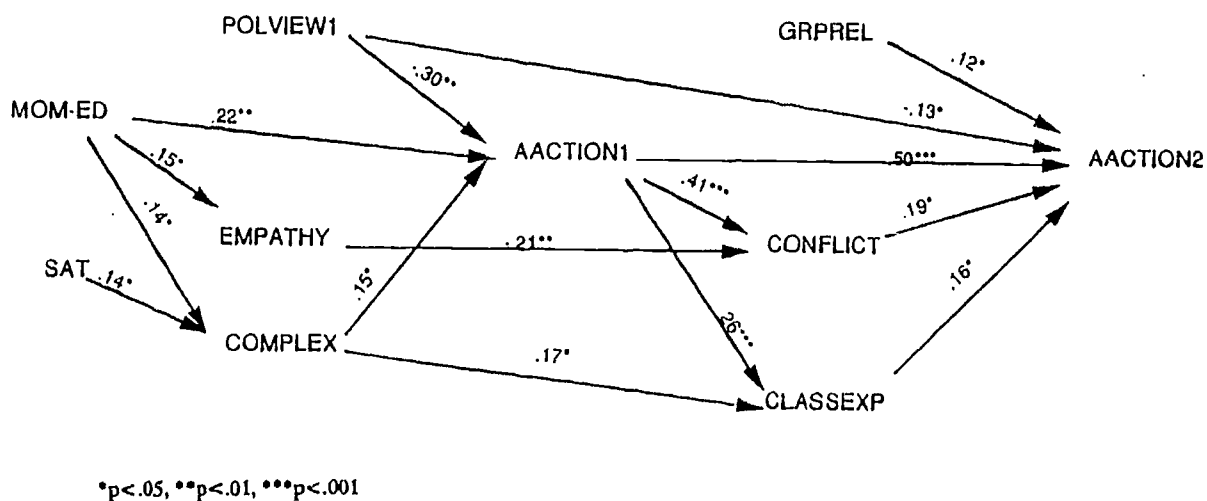 POLVIEW1
GRPREL
.12*
-.30**
-.13*
MOM-ED
.22**
AACTION1
.50***
AACTION2
.15*
.41***
.14*
.19*
EMPATHY
.21**
CONFLICT
SAT
.14*
.15*
.16*
COMPLEX
.26***
.17*
CLASSEXP
*p<.05, **p<.01, ***p<.001